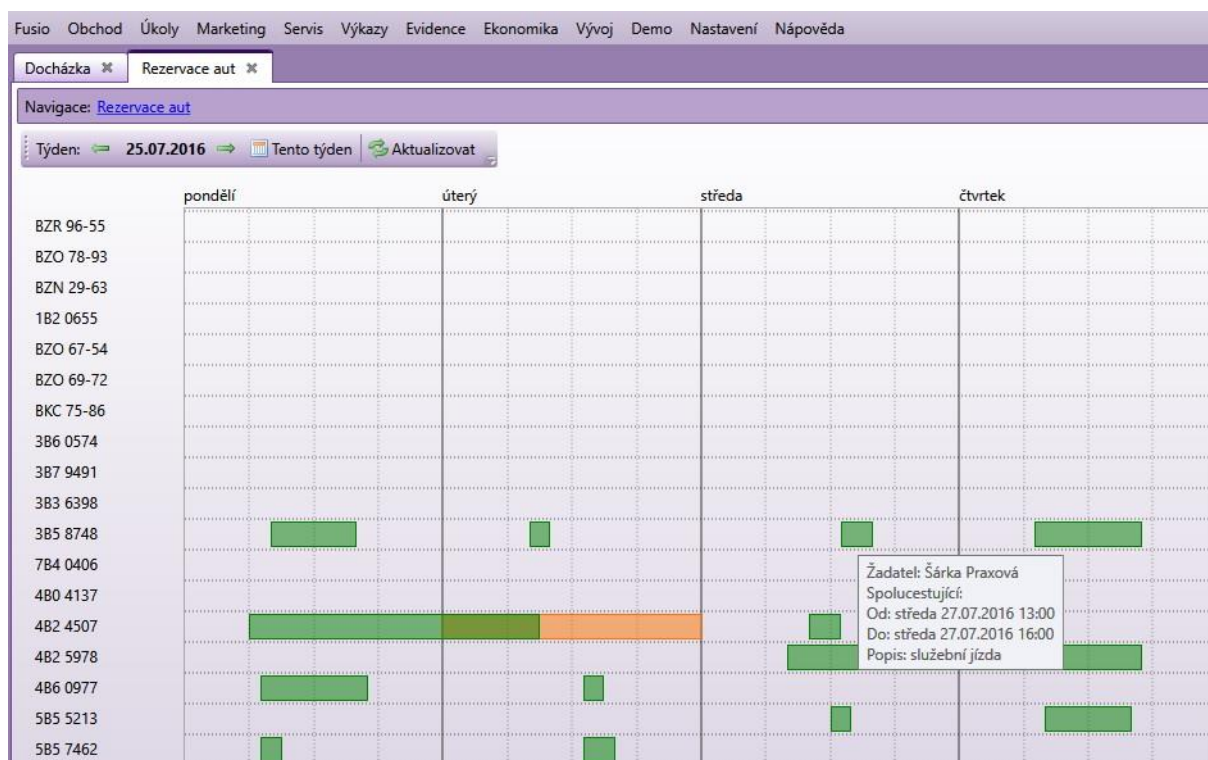 Fusio Obchod Úkoly Marketing Servis Výkazy Evidence Ekonomika Vývoj Demo Nastavení Nápověda
Docházka Rezervace aut
Navigace: Rezervace aut
Týden: 25.07.2016 Tento týden Aktualizovat
pondělí úterý středa čtvrtek
BZR 96-55
BZO 78-93
BZN 29-63
1B2 0655
BZO 67-54
BZO 69-72
BKC 75-86
3B6 0574
3B7 9491
3B3 6398
3B5 8748
7B4 0406
4B0 4137
4B2 4507
4B2 5978
4B6 0977
5B5 5213
5B5 7462
Žadatel: Šárka Praxová
Spolucestující:
Od: středa 27.07.2016 13:00
Do: středa 27.07.2016 16:00
Popis: služební jízda